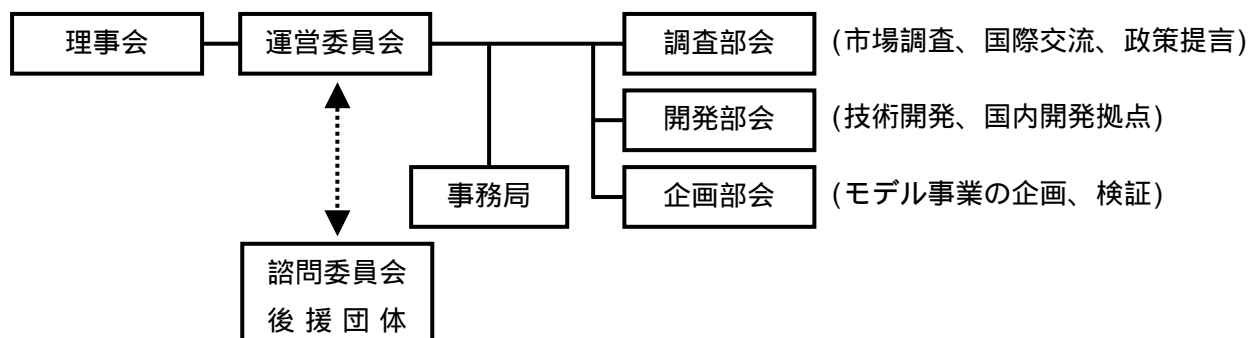 理事会
運営委員会
調査部会
(市場調査、国際交流、政策提言)
開発部会
(技術開発、国内開発拠点)
事務局
企画部会
(モデル事業の企画、検証)
諮問委員会
後援団体